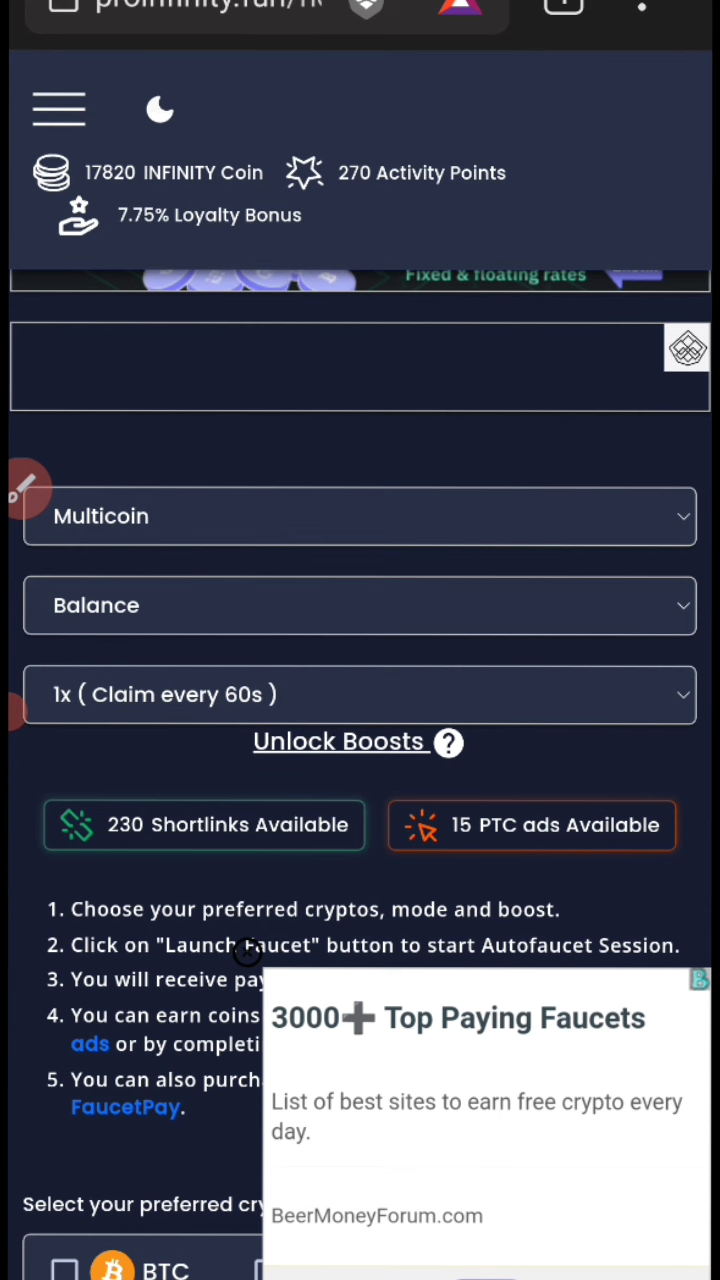 17820 INFINITY Coin
270 Activity Points
7.75% Loyalty Bonus
Fixed & floating rates
Multicoin
Balance
1x ( Claim every 60s )
Unlock Boosts ?
230 Shortlinks Available
15 PTC ads Available
1. Choose your preferred cryptos, mode and boost.
2. Click on "Launch Faucet" button to start Autofaucet Session.
3. You will receive
4. You can earn coins
ads or by
5. You can also
FaucetPay.
3000➕ Top Paying Faucets
List of best sites to earn free crypto every
day.
BeerMoneyForum.com
Select your preferred
BTC